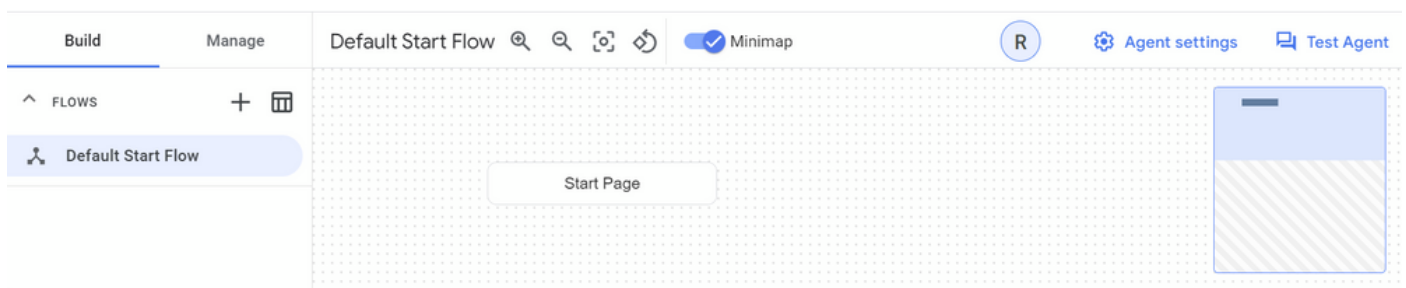 Build
Manage
Default Start Flow
Minimap
R
Agent settings
Test Agent
FLOWS
Default Start Flow
Start Page